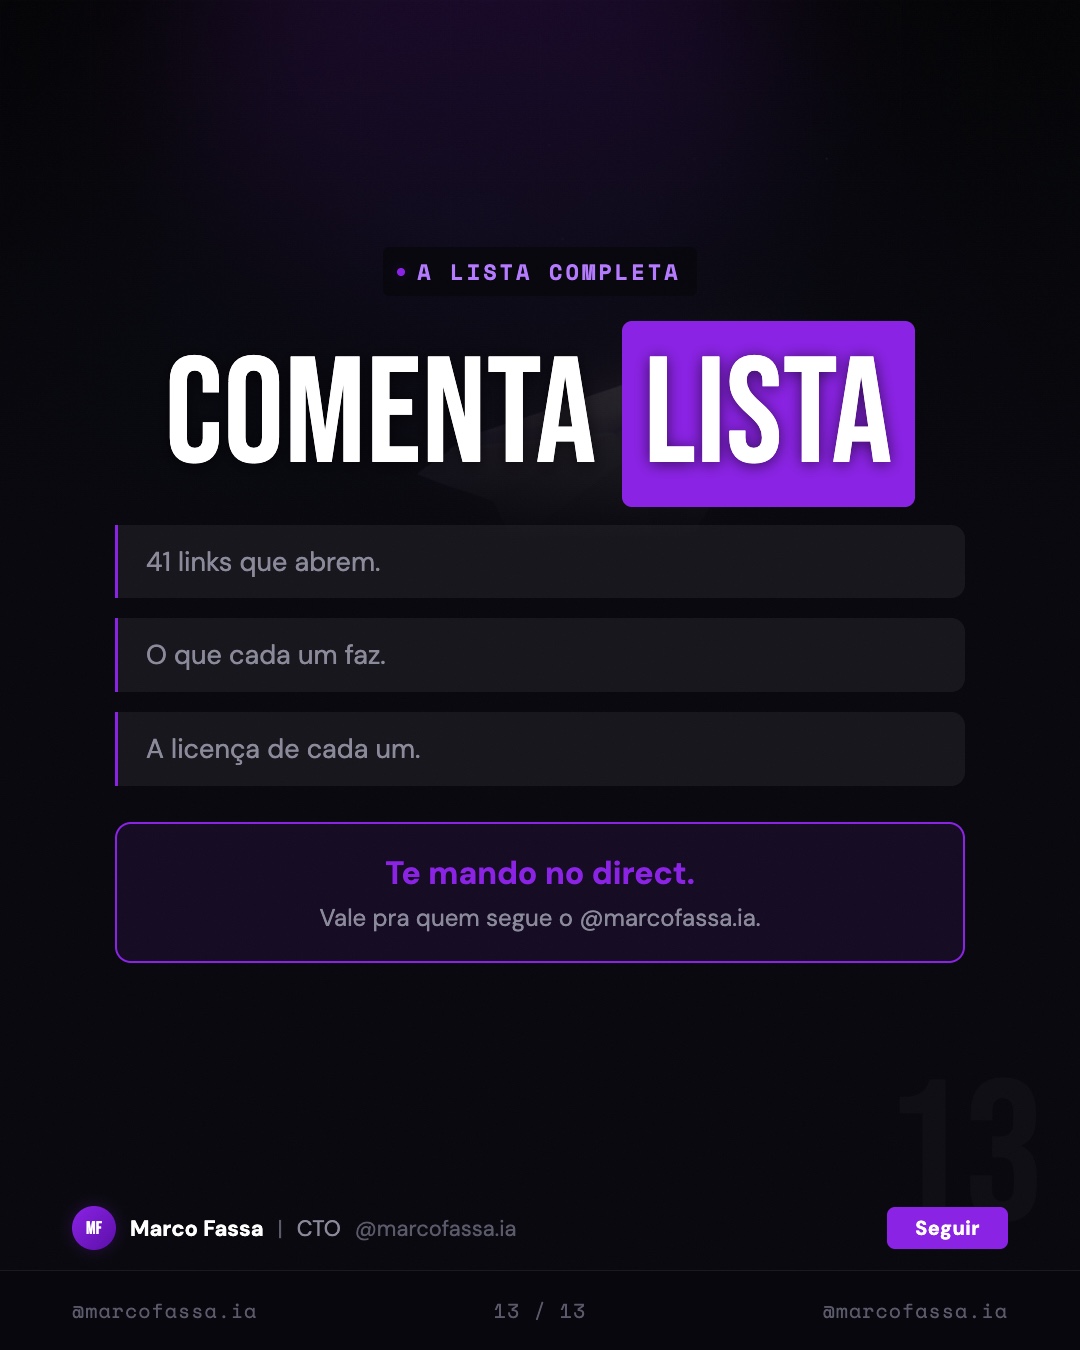 • A LISTA COMPLETA
COMENTA LISTA
41 links que abrem.
O que cada um faz.
A licença de cada um.
Te mando no direct.
Vale pra quem segue o @marcofassa.ia.
13
MF Marco Fassa | CTO @marcofassa.ia Seguir
@marcofassa.ia 13 / 13 @marcofassa.ia